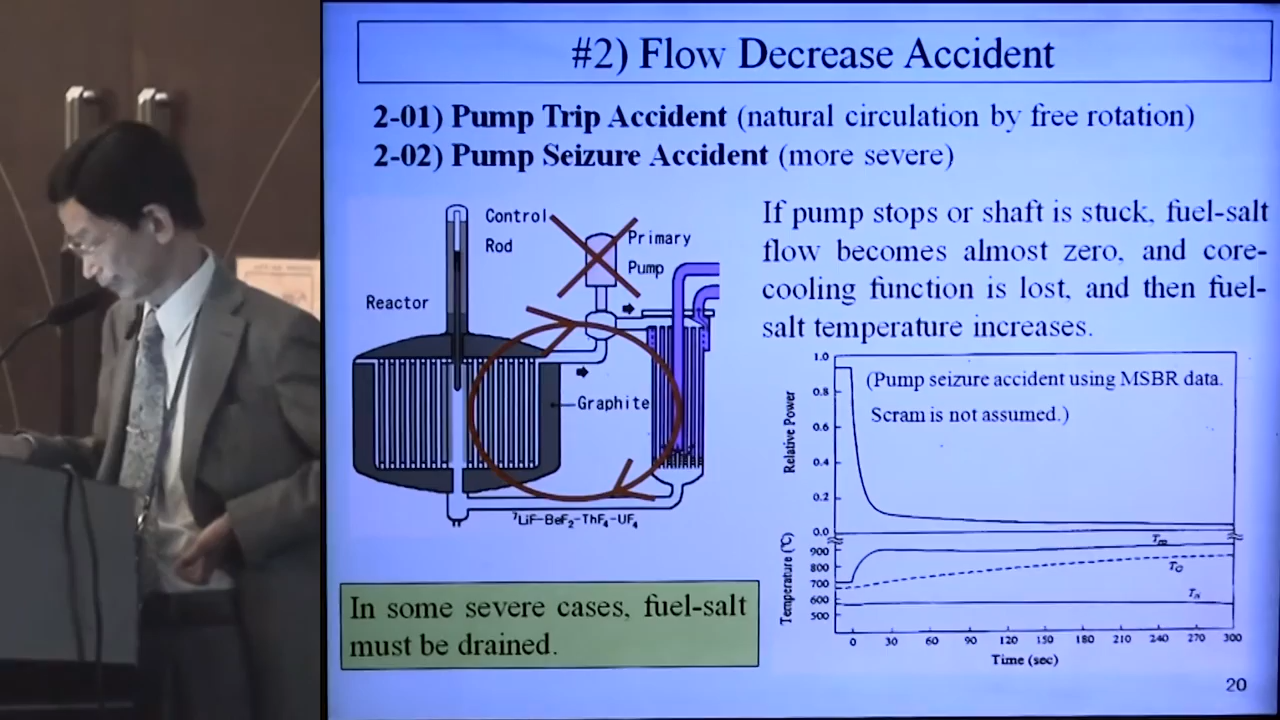 #2) Flow Decrease Accident
2-01) Pump Trip Accident (natural circulation by free rotation)
2-02) Pump Seizure Accident (more severe)
Control
Rod
Primary
Pump
Reactor
Graphite
⁷LiF-BeF₂-ThF₄-UF₄
If pump stops or shaft is stuck, fuel-salt
flow becomes almost zero, and core-
cooling function is lost, and then fuel-
salt temperature increases.
(Pump seizure accident using MSBR data.
Scram is not assumed.)
Relative Power
1.0
0.8
0.6
0.4
0.2
0.0
Temperature (℃)
900
800
700
600
500
T_G
0 30 60 90 120 150 180 210 240 270 300
Time (sec)
In some severe cases, fuel-salt
must be drained.
20